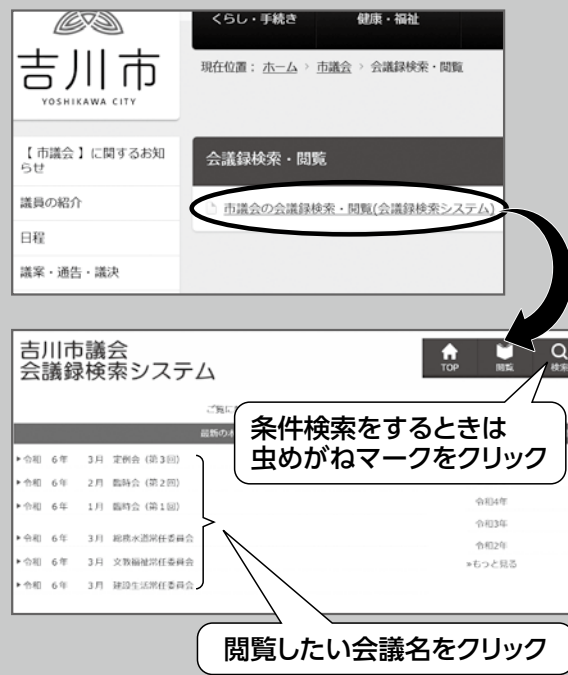 くらし・手続き 健康・福祉
吉川市
YOSHIKAWA CITY
現在位置： ホーム > 市議会 > 会議録検索・閲覧
【 市議会 】に関するお知
らせ
議員の紹介
日程
議案・通告・議決
会議録検索・閲覧
市議会の会議録検索・閲覧(会議録検索システム)
吉川市議会
会議録検索システム
TOP 閲覧 検索
ご覧に
最新の
条件検索をするときは
虫めがねマークをクリック
令和 6年 3月 定例会（第3回）
令和 6年 2月 臨時会（第2回）
令和 6年 1月 臨時会（第1回）
令和 6年 3月 総務水道常任委員会
令和 6年 3月 文教福祉常任委員会
令和 6年 3月 建設生活常任委員会
令和4年
令和3年
令和2年
»もっと見る
閲覧したい会議名をクリック